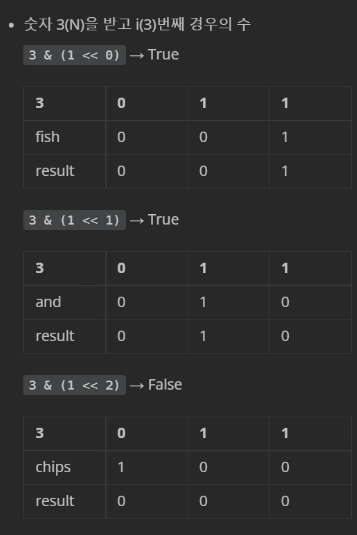 • 숫자 3(N)을 받고 i(3)번째 경우의 수
3 & (1 << 0) → True
3 0 1 1
fish 0 0 1
result 0 0 1
3 & (1 << 1) → True
3 0 1 1
and 0 1 0
result 0 1 0
3 & (1 << 2) → False
3 0 1 1
chips 1 0 0
result 0 0 0